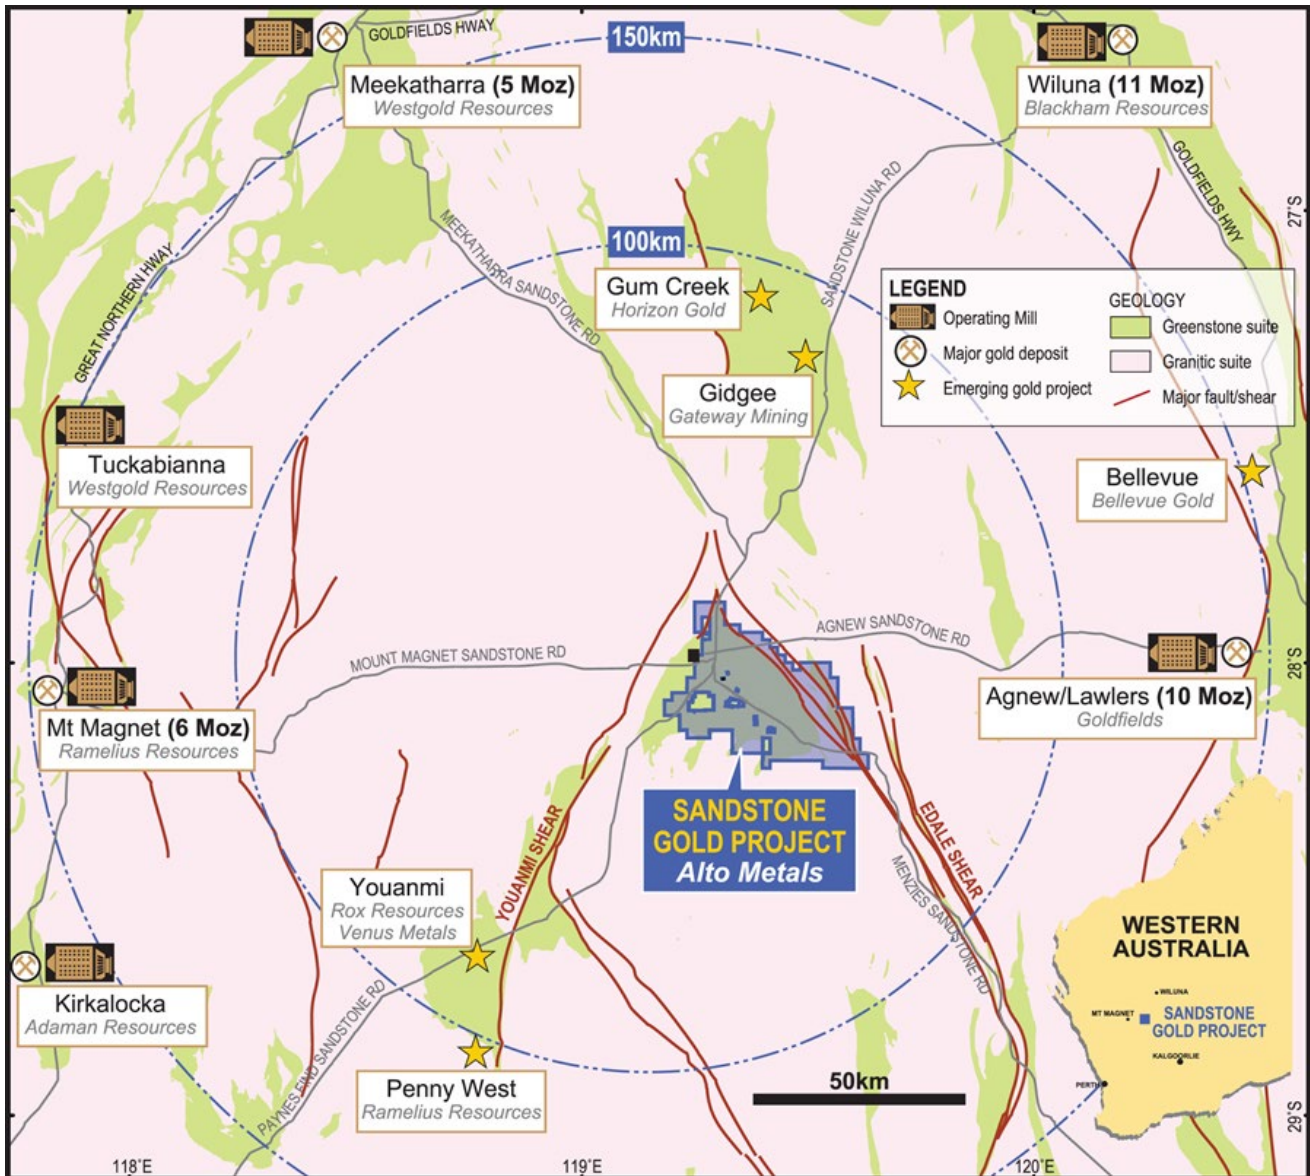 GOLDFIELDS HWY
150km
Meekatharra (5 Moz)
Westgold Resources
Wiluna (11 Moz)
Blackham Resources
GOLDFIELDS HWY
27°S
MEEKATHARRA SANDSTONE RD
SANDSTONE WILUNA RD
GREAT NORTHERN HWY
100km
Gum Creek
Horizon Gold
Gidgee
Gateway Mining
LEGEND
Operating Mill
Major gold deposit
Emerging gold project
GEOLOGY
Greenstone suite
Granitic suite
Major fault/shear
Tuckabianna
Westgold Resources
Bellevue
Bellevue Gold
MOUNT MAGNET SANDSTONE RD
AGNEW SANDSTONE RD
28°S
Mt Magnet (6 Moz)
Ramelius Resources
Agnew/Lawlers (10 Moz)
Goldfields
SANDSTONE
GOLD PROJECT
Alto Metals
YOUANMI SHEAR
EDALE SHEAR
MENZIES SANDSTONE RD
Youanmi
Rox Resources
Venus Metals
Kirkalocka
Adaman Resources
PAYNES FIND SANDSTONE RD
Penny West
Ramelius Resources
50km
WESTERN
AUSTRALIA
WILUNA
MT MAGNET
SANDSTONE
GOLD PROJECT
KALGOORLIE
PERTH
29°S
118°E
119°E
120°E